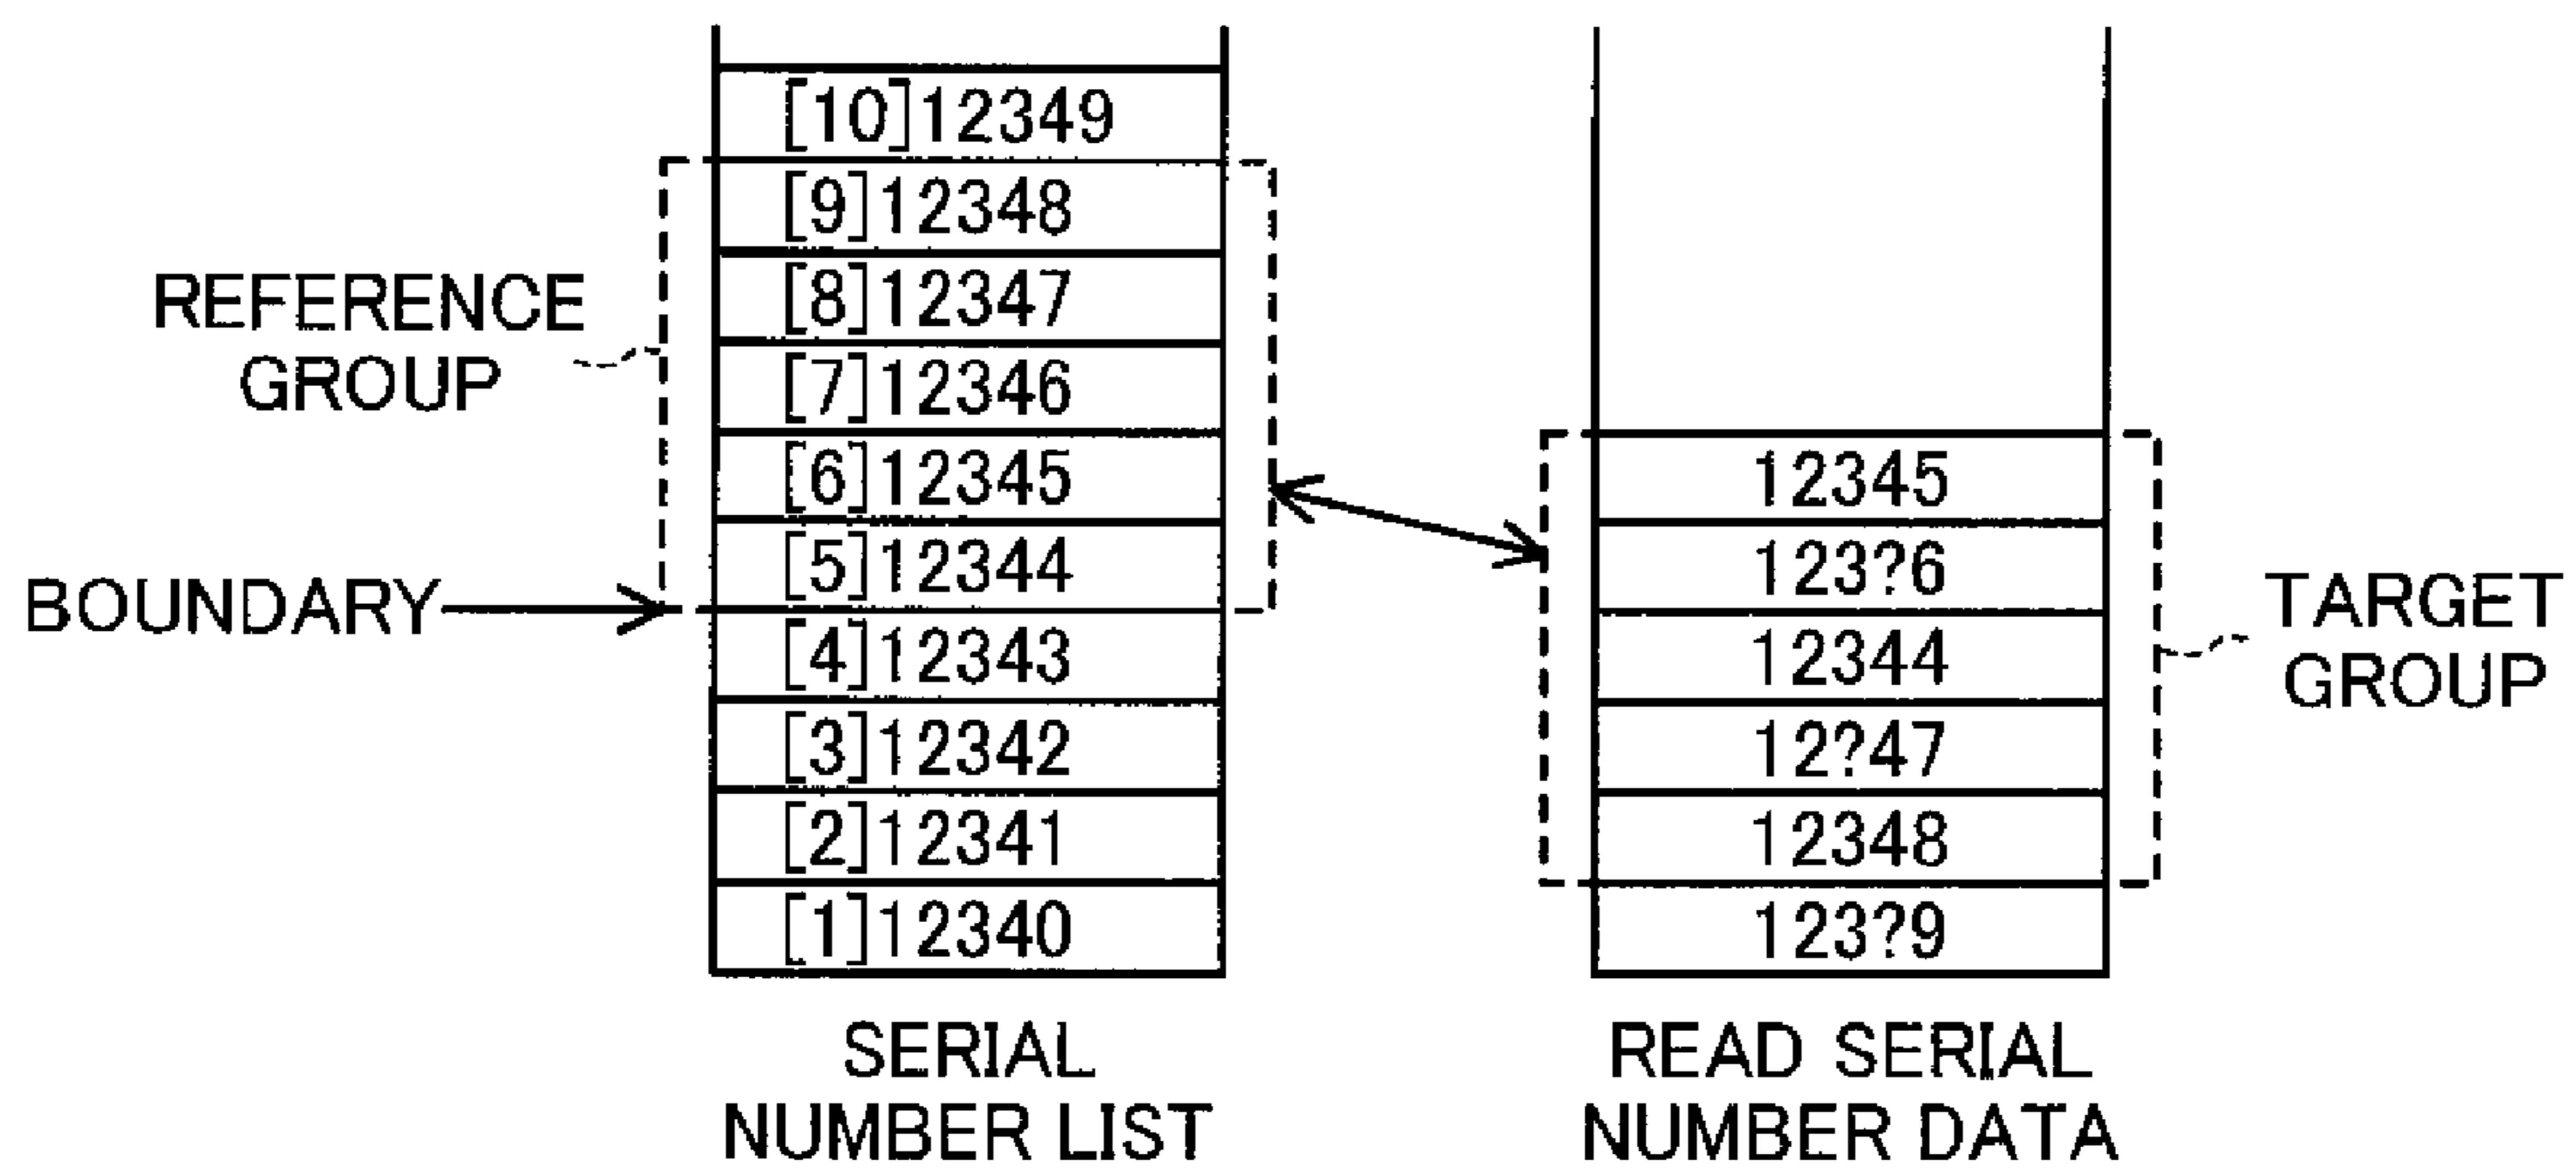 [10]12349
[9]12348
[8]12347
[7]12346
[6]12345
[5]12344
[4]12343
[3]12342
[2]12341
[1]12340
REFERENCE
GROUP
BOUNDARY
SERIAL
NUMBER LIST
12345
123?6
12344
12?47
12348
123?9
TARGET
GROUP
READ SERIAL
NUMBER DATA